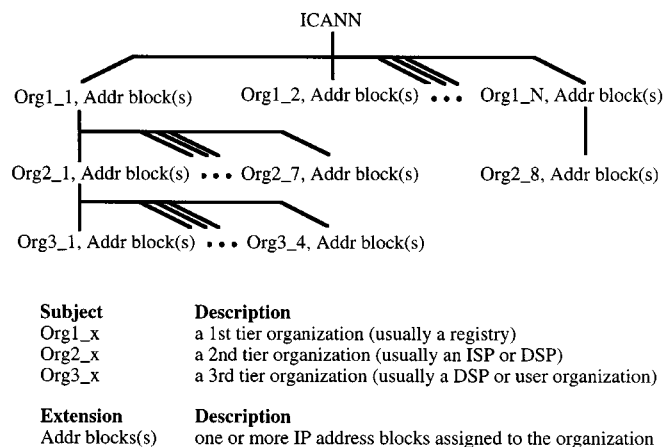 ICANN
Org1_1, Addr block(s) Org1_2, Addr block(s) ••• Org1_N, Addr block(s)
Org2_1, Addr block(s) ••• Org2_7, Addr block(s) Org2_8, Addr block(s)
Org3_1, Addr block(s) ••• Org3_4, Addr block(s)
Subject Description
Org1_x a 1st tier organization (usually a registry)
Org2_x a 2nd tier organization (usually an ISP or DSP)
Org3_x a 3rd tier organization (usually a DSP or user organization)
Extension Description
Addr blocks(s) one or more IP address blocks assigned to the organization